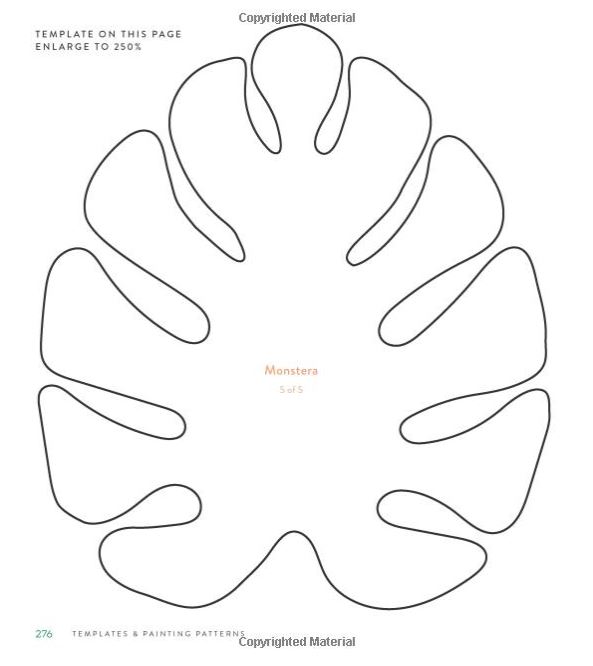 Copyrighted Material
TEMPLATE ON THIS PAGE
ENLARGE TO 250%
Monstera
5 of 5
276 TEMPLATES & PAINTING PATTERNS
Copyrighted Material